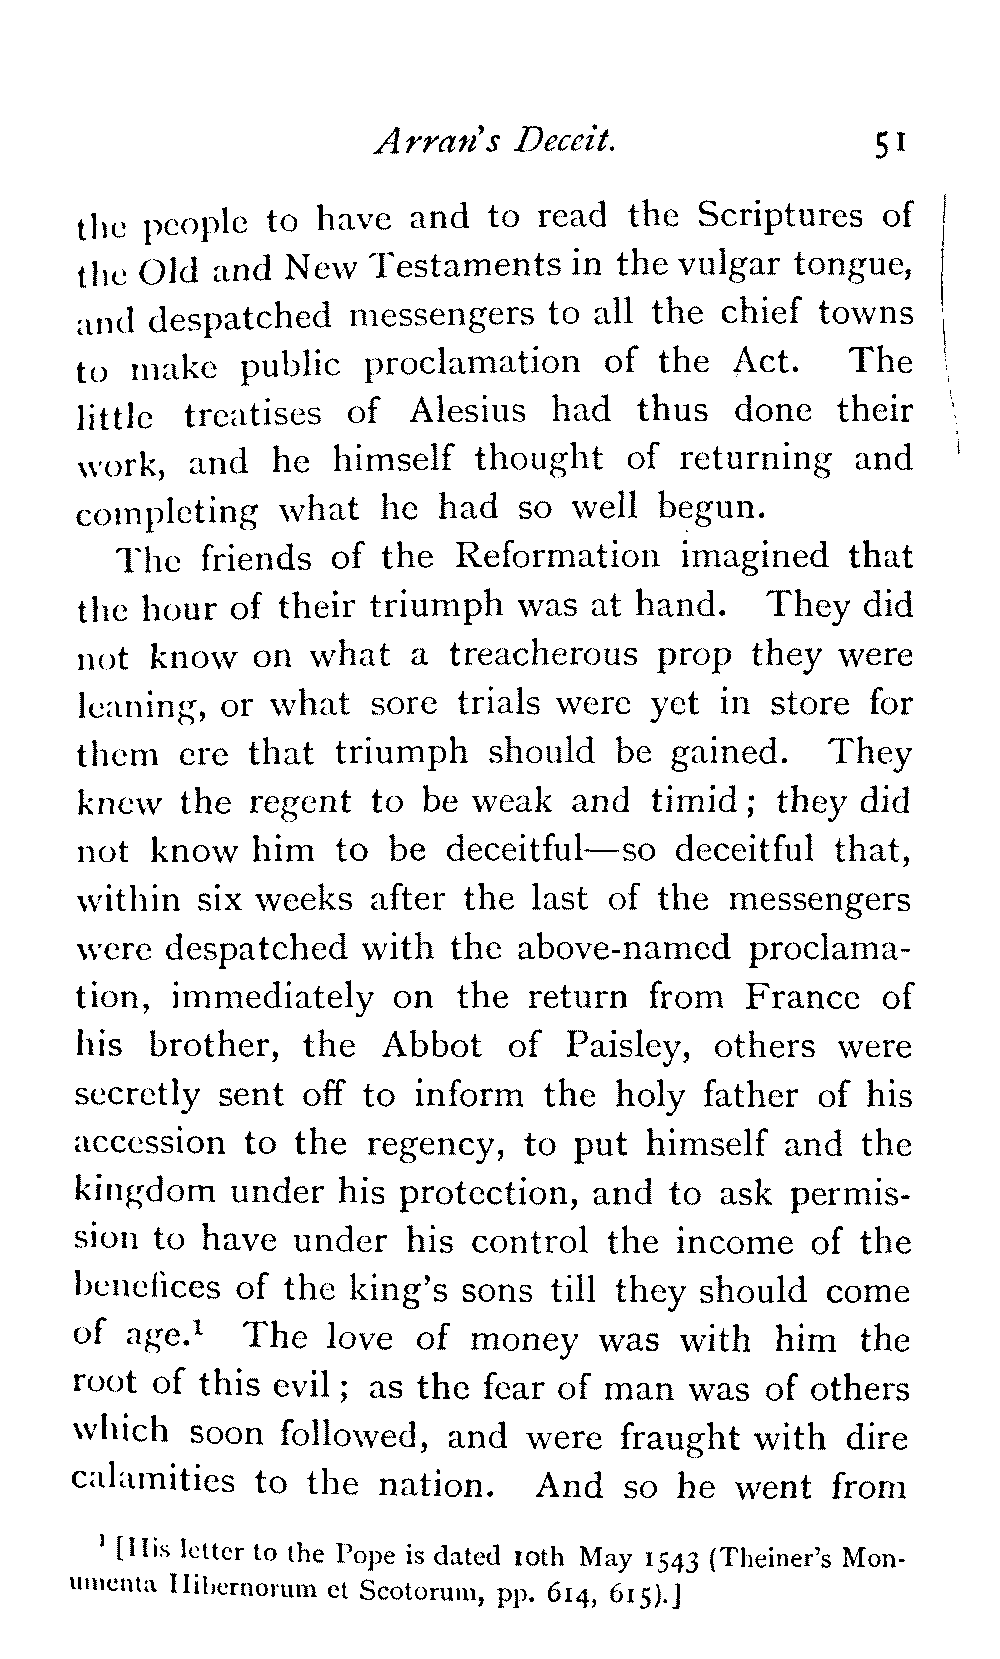 Arran's Deceit. 51
the people to have and to read the Scriptures of
the Old and New Testaments in the vulgar tongue,
and despatched messengers to all the chief towns
to make public proclamation of the Act. The
little treatises of Alesius had thus done their
work, and he himself thought of returning and
completing what he had so well begun.
The friends of the Reformation imagined that
the hour of their triumph was at hand. They did
not know on what a treacherous prop they were
leaning, or what sore trials were yet in store for
them ere that triumph should be gained. They
knew the regent to be weak and timid; they did
not know him to be deceitful—so deceitful that,
within six weeks after the last of the messengers
were despatched with the above-named proclama-
tion, immediately on the return from France of
his brother, the Abbot of Paisley, others were
secretly sent off to inform the holy father of his
accession to the regency, to put himself and the
kingdom under his protection, and to ask permis-
sion to have under his control the income of the
benefices of the king's sons till they should come
of age.¹ The love of money was with him the
root of this evil; as the fear of man was of others
which soon followed, and were fraught with dire
calamities to the nation. And so he went from
¹ [His letter to the Pope is dated 10th May 1543 (Theiner's Mon-
umenta Hibernorum et Scotorum, pp. 614, 615).]